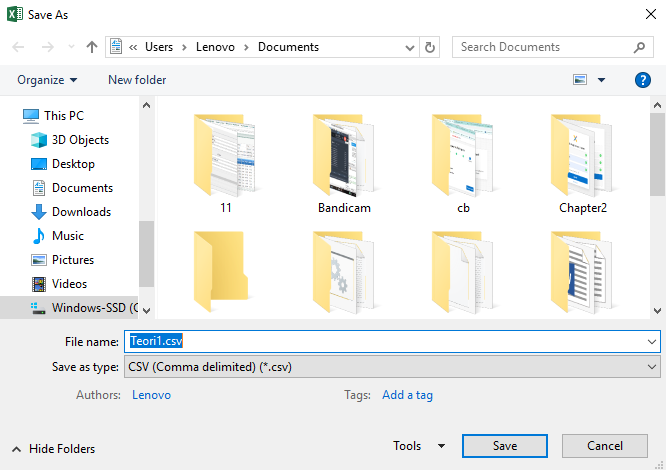 Save As
« Users › Lenovo › Documents
Search Documents
Organize
New folder
?
This PC
3D Objects
Desktop
Documents
Downloads
Music
Pictures
Videos
Windows-SSD (C
11
Bandicam
cb
Chapter2
File name:
Teori1.csv
Save as type:
CSV (Comma delimited) (*.csv)
Authors:
Lenovo
Tags:
Add a tag
Hide Folders
Tools
Save
Cancel